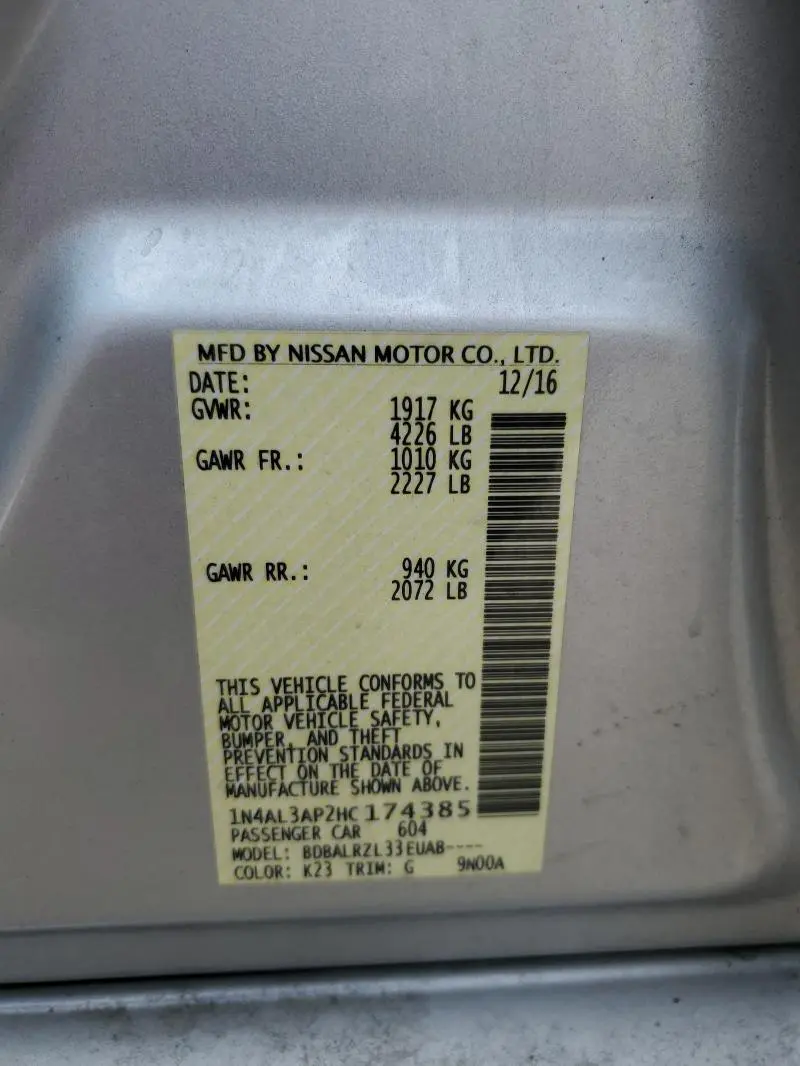 MFD BY NISSAN MOTOR CO., LTD.
DATE: 12/16
GVWR: 1917 KG
4226 LB
GAWR FR.: 1010 KG
2227 LB
GAWR RR.: 940 KG
2072 LB
THIS VEHICLE CONFORMS TO
ALL APPLICABLE FEDERAL
MOTOR VEHICLE SAFETY,
BUMPER, AND THEFT
PREVENTION STANDARDS IN
EFFECT ON THE DATE OF
MANUFACTURE SHOWN ABOVE.
1N4AL3AP2HC174385
PASSENGER CAR 604
MODEL: BDBALRZL33EUAB----
COLOR: K23 TRIM: G 9N00A